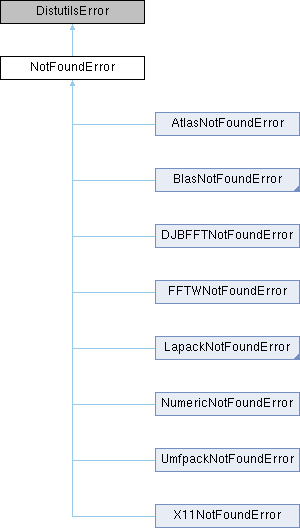 DistutilsError
NotFoundError
AtlasNotFoundError
BlasNotFoundError
DJBFFTNotFoundError
FFTWNotFoundError
LapackNotFoundError
NumericNotFoundError
UmfpackNotFoundError
X11NotFoundError